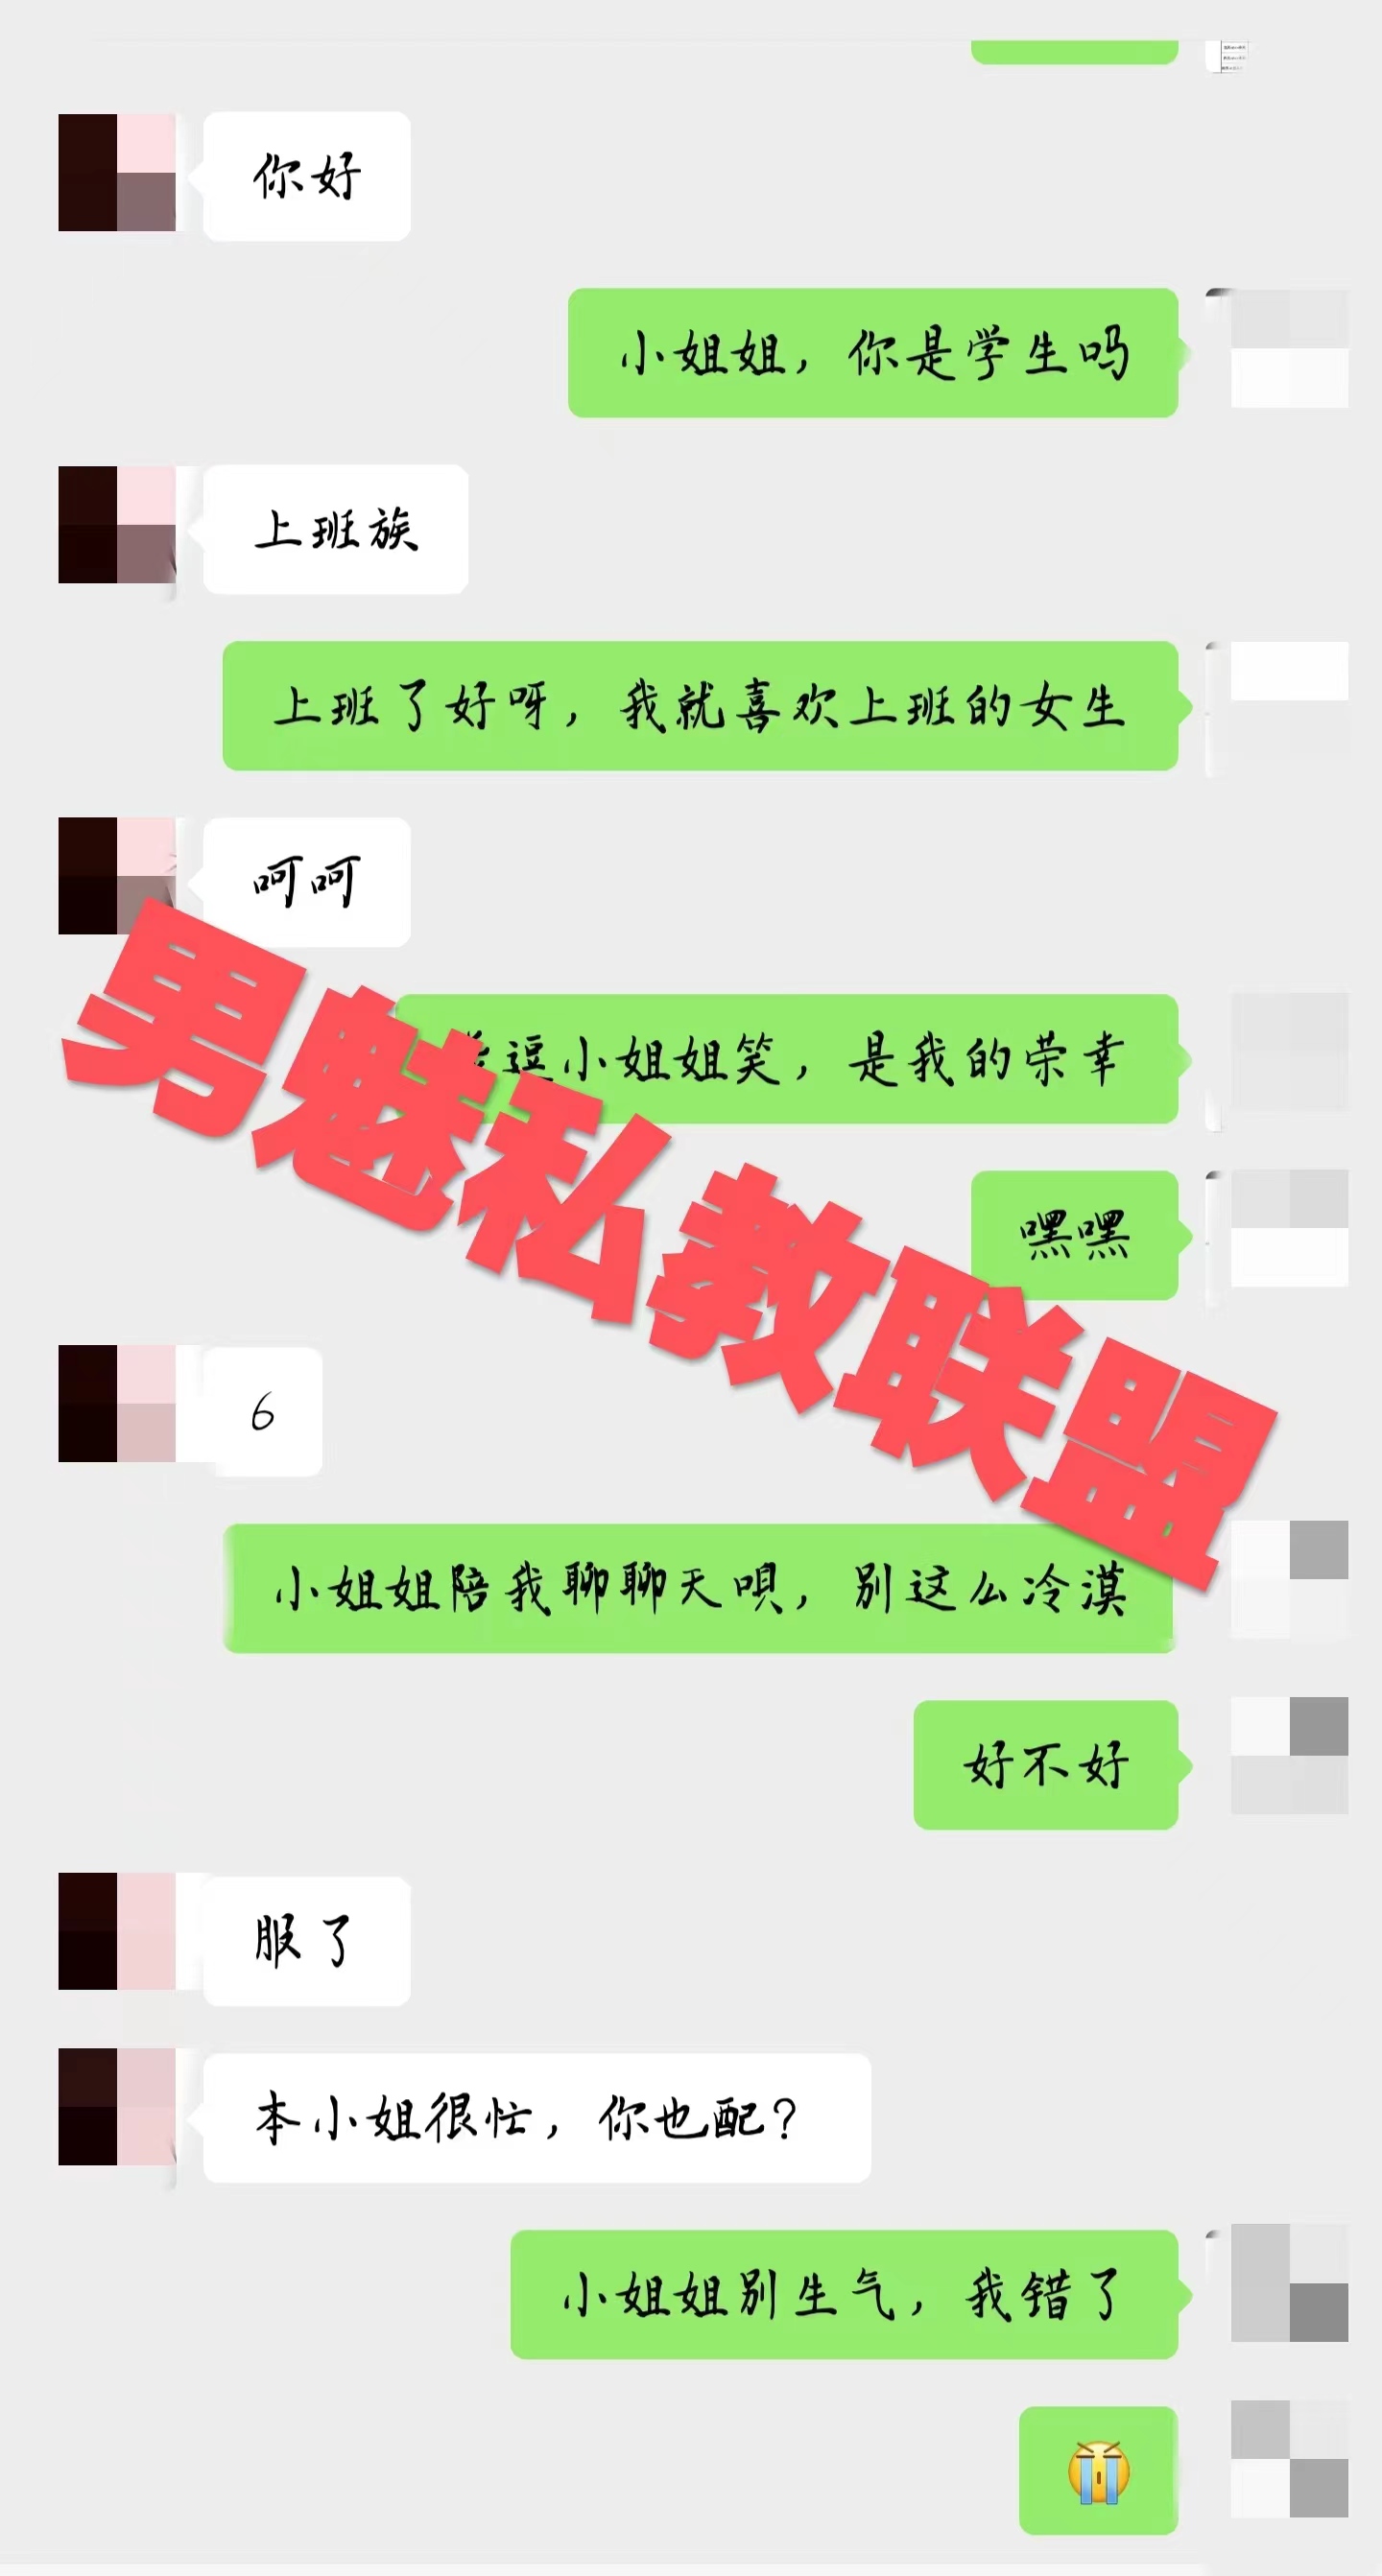 你好
小姐姐，你是学生吗
上班族
上班了好呀，我就喜欢上班的女生
呵呵
逗小姐姐笑，是我的荣幸
嘿嘿
男魅私教联盟
6
小姐姐陪我聊聊天呗，别这么冷漠
好不好
服了
本小姐很忙，你也配？
小姐姐别生气，我错了